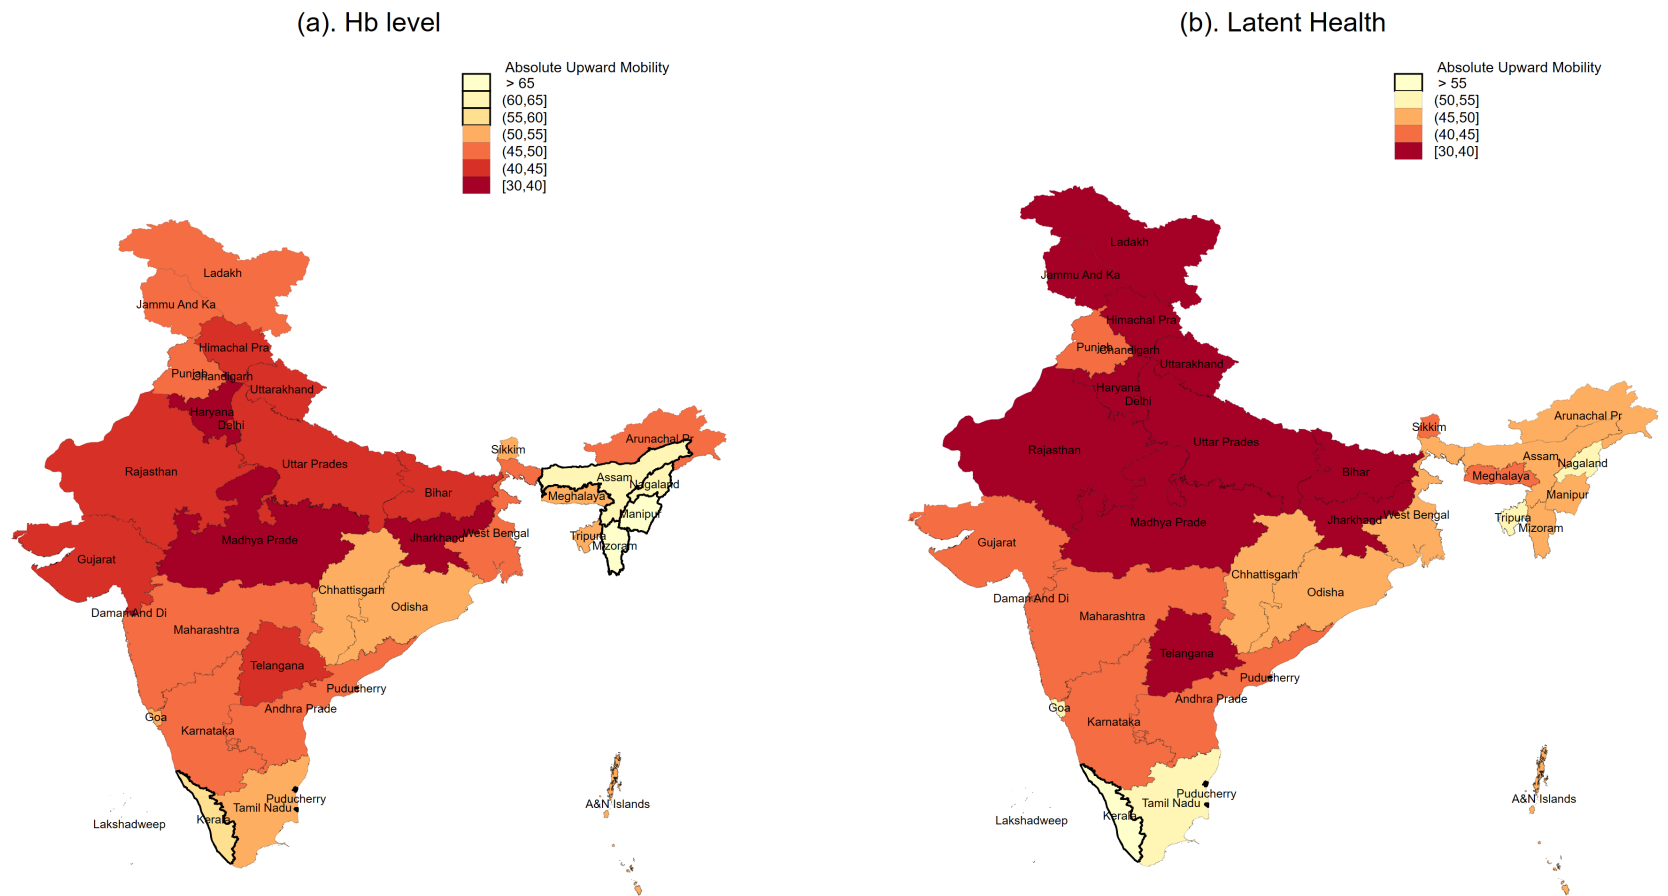 (a). Hb level
Absolute Upward Mobility
> 65
(60,65]
(55,60]
(50,55]
(45,50]
(40,45]
[30,40]
Ladakh
Jammu And Ka
Himachal Pra
Punjab
Chandigarh
Uttarakhand
Haryana
Delhi
Rajasthan
Uttar Prades
Bihar
Sikkim
Arunachal Pr
Assam
Nagaland
Meghalaya
Manipur
Tripura
Mizoram
West Bengal
Jharkhand
Madhya Prade
Gujarat
Chhattisgarh
Odisha
Daman And Di
Maharashtra
Telangana
Puducherry
Andhra Prade
Goa
Karnataka
Puducherry
Tamil Nadu
Kerala
Lakshadweep
A&N Islands
(b). Latent Health
Absolute Upward Mobility
> 55
(50,55]
(45,50]
(40,45]
[30,40]
Ladakh
Jammu And Ka
Himachal Pra
Punjab
Chandigarh
Uttarakhand
Haryana
Delhi
Rajasthan
Uttar Prades
Bihar
Sikkim
Arunachal Pr
Assam
Nagaland
Meghalaya
Manipur
Tripura
Mizoram
West Bengal
Jharkhand
Madhya Prade
Gujarat
Chhattisgarh
Odisha
Daman And Di
Maharashtra
Telangana
Puducherry
Andhra Prade
Goa
Karnataka
Puducherry
Tamil Nadu
Kerala
Lakshadweep
A&N Islands